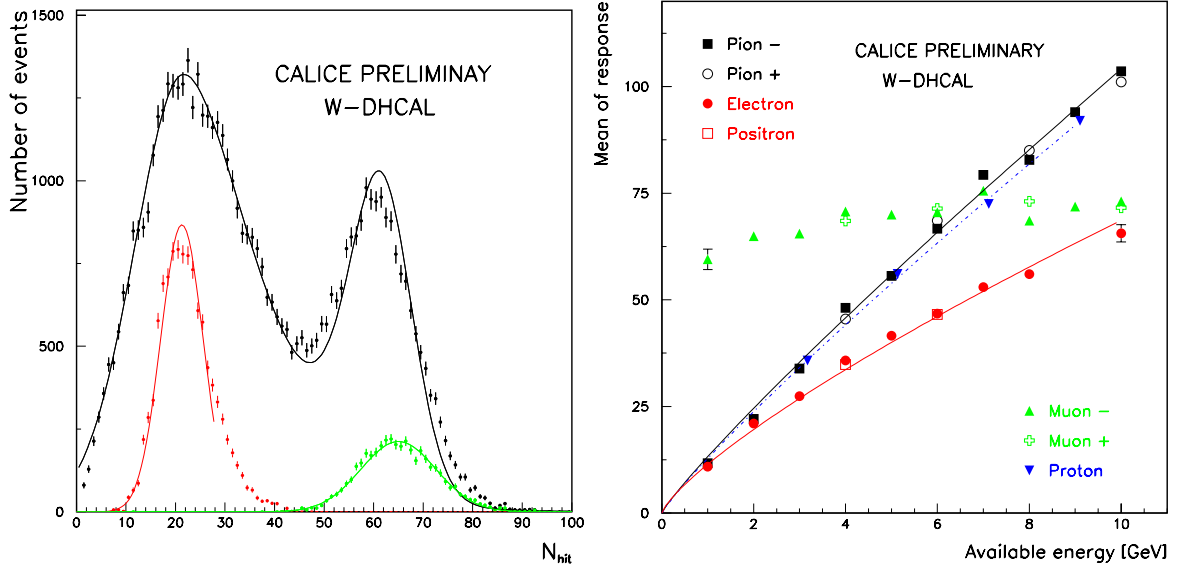 Number of events
1500
1000
500
0
CALICE PRELIMINAY
W-DHCAL
0 10 20 30 40 50 60 70 80 90 100
N_hit
Mean of response
100
75
50
25
0
Pion -
Pion +
Electron
Positron
CALICE PRELIMINARY
W-DHCAL
Muon -
Muon +
Proton
0 2 4 6 8 10
Available energy [GeV]